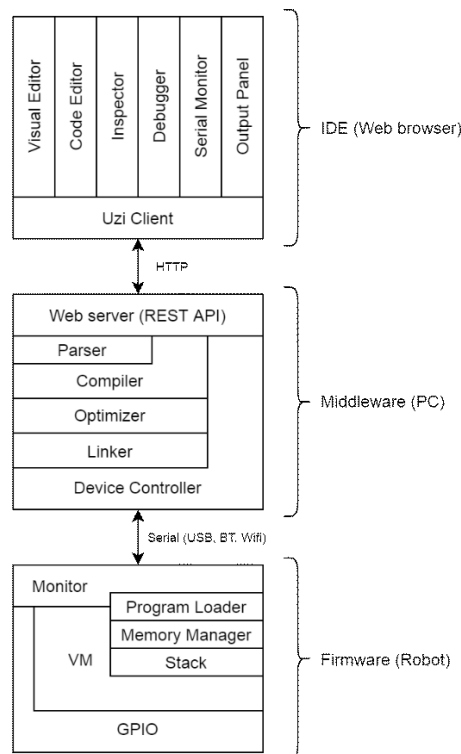 Visual Editor
Code Editor
Inspector
Debugger
Serial Monitor
Output Panel
Uzi Client
IDE (Web browser)
HTTP
Web server (REST API)
Parser
Compiler
Optimizer
Linker
Device Controller
Middleware (PC)
Serial (USB, BT. Wifi)
Monitor
Program Loader
Memory Manager
Stack
VM
GPIO
Firmware (Robot)